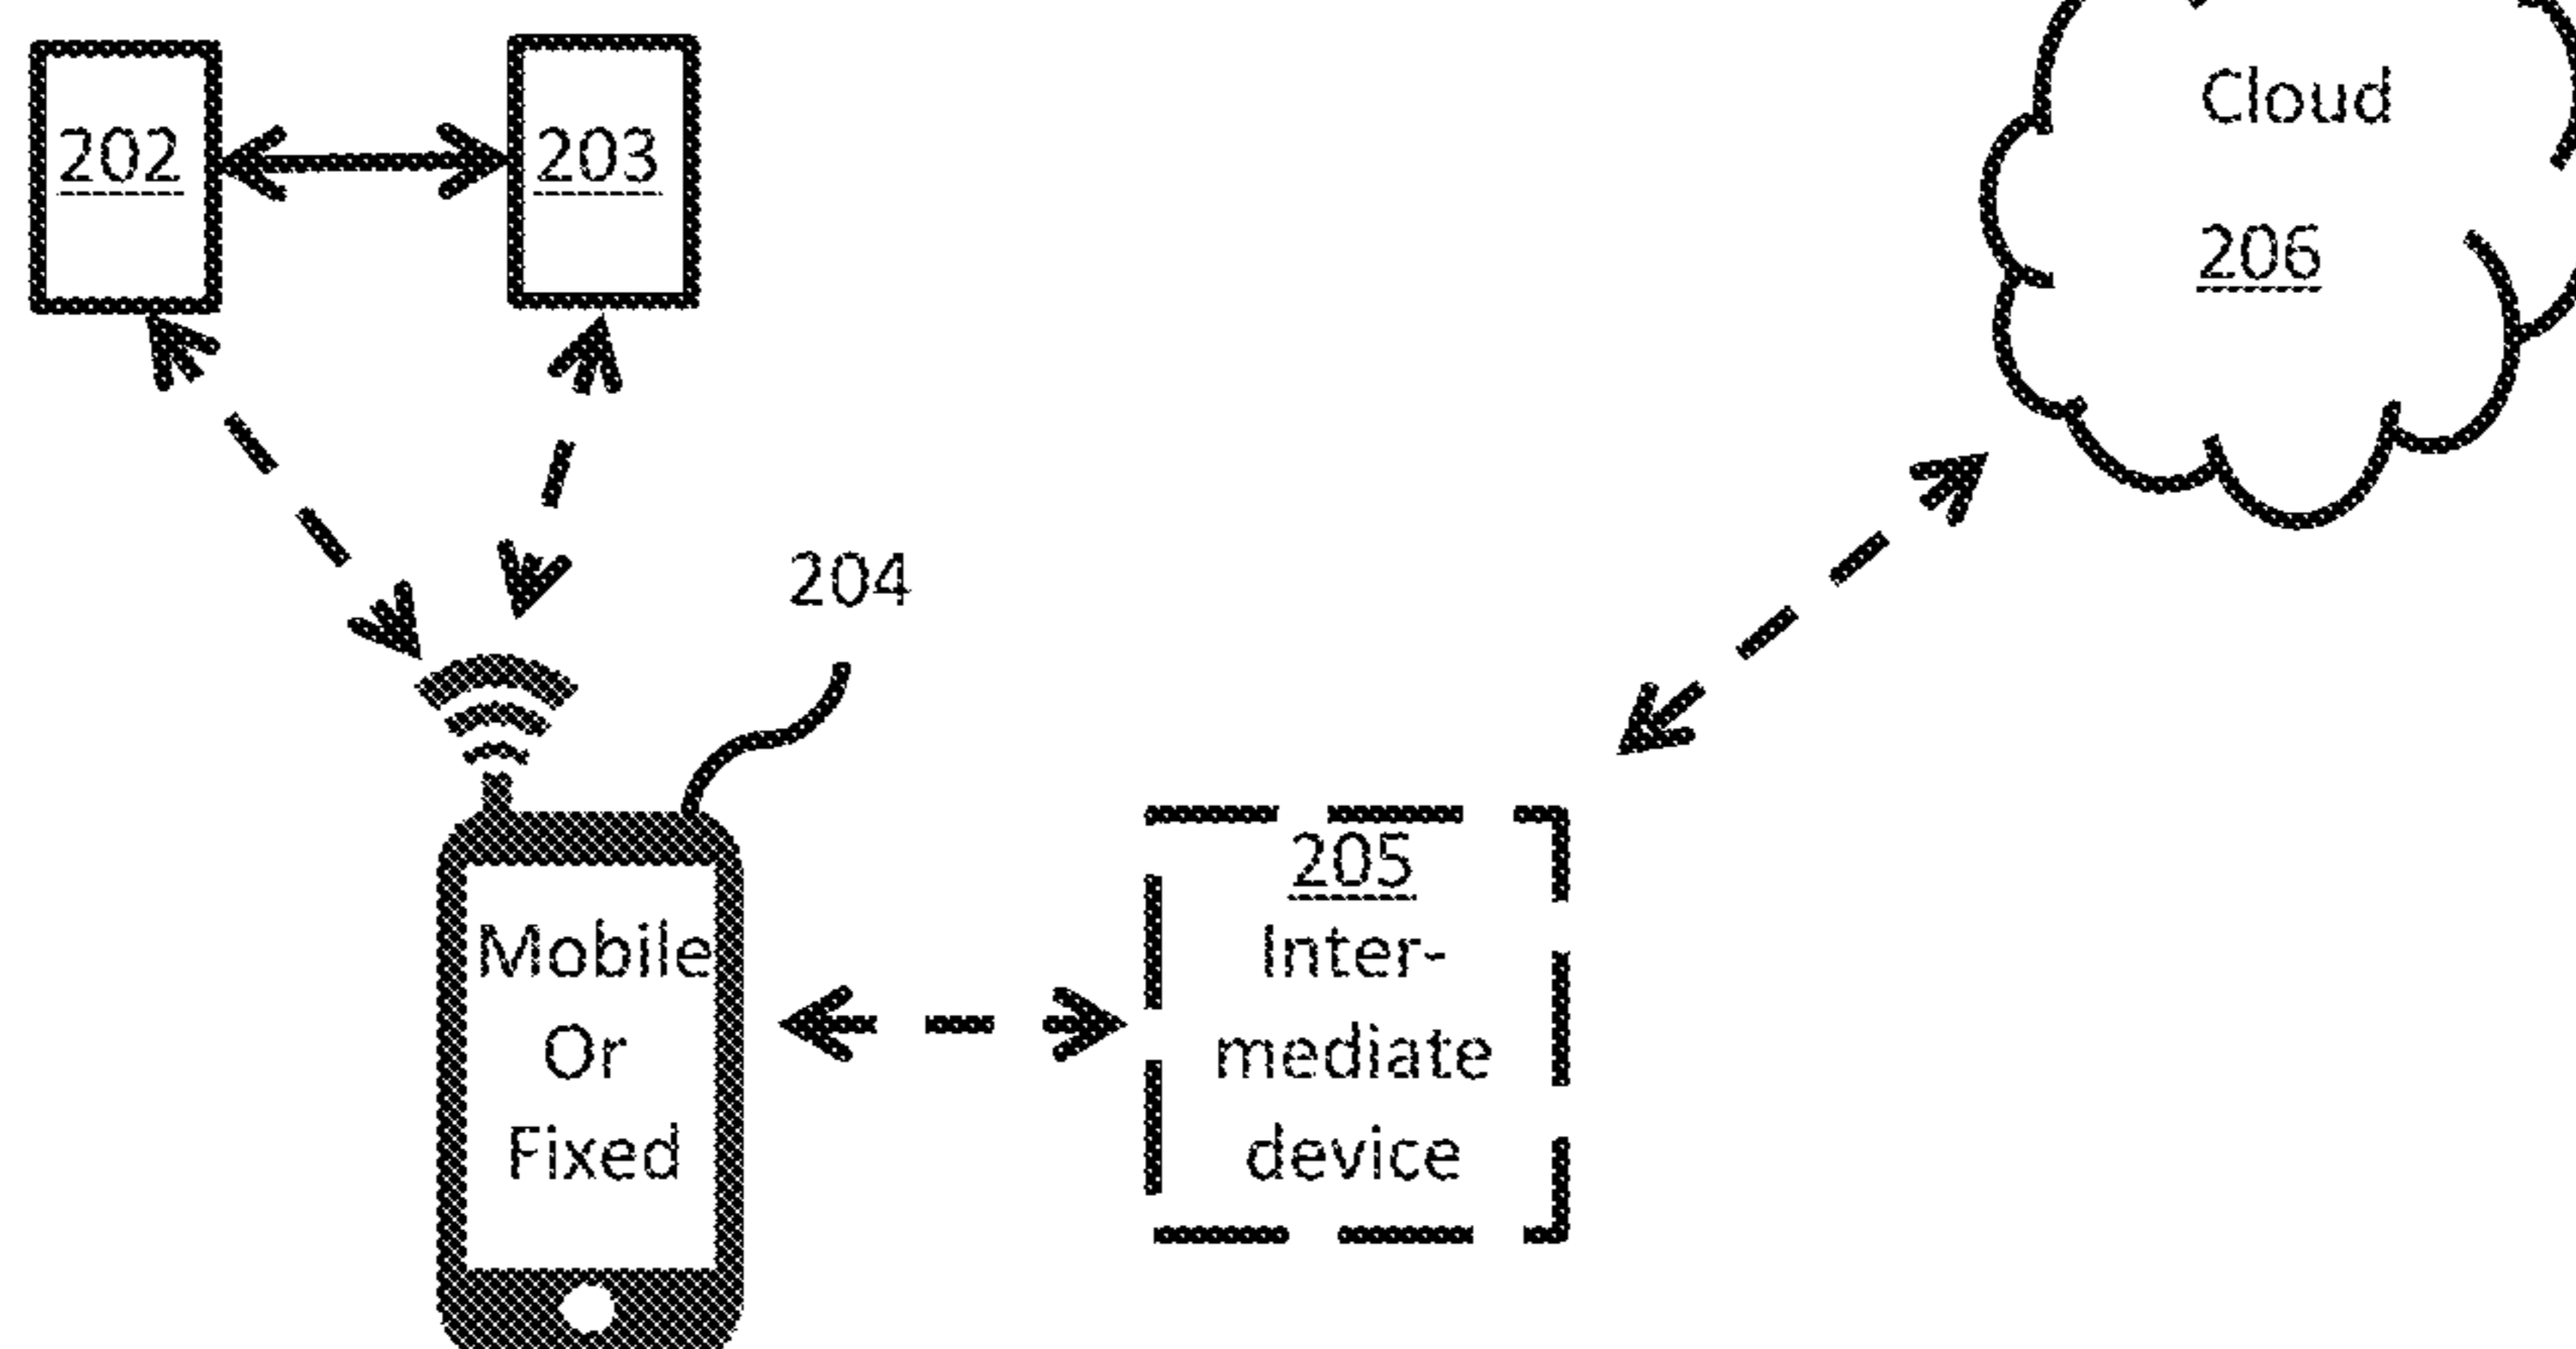 202
203
Cloud
206
204
205
Inter-
mediate
device
Mobile
Or
Fixed